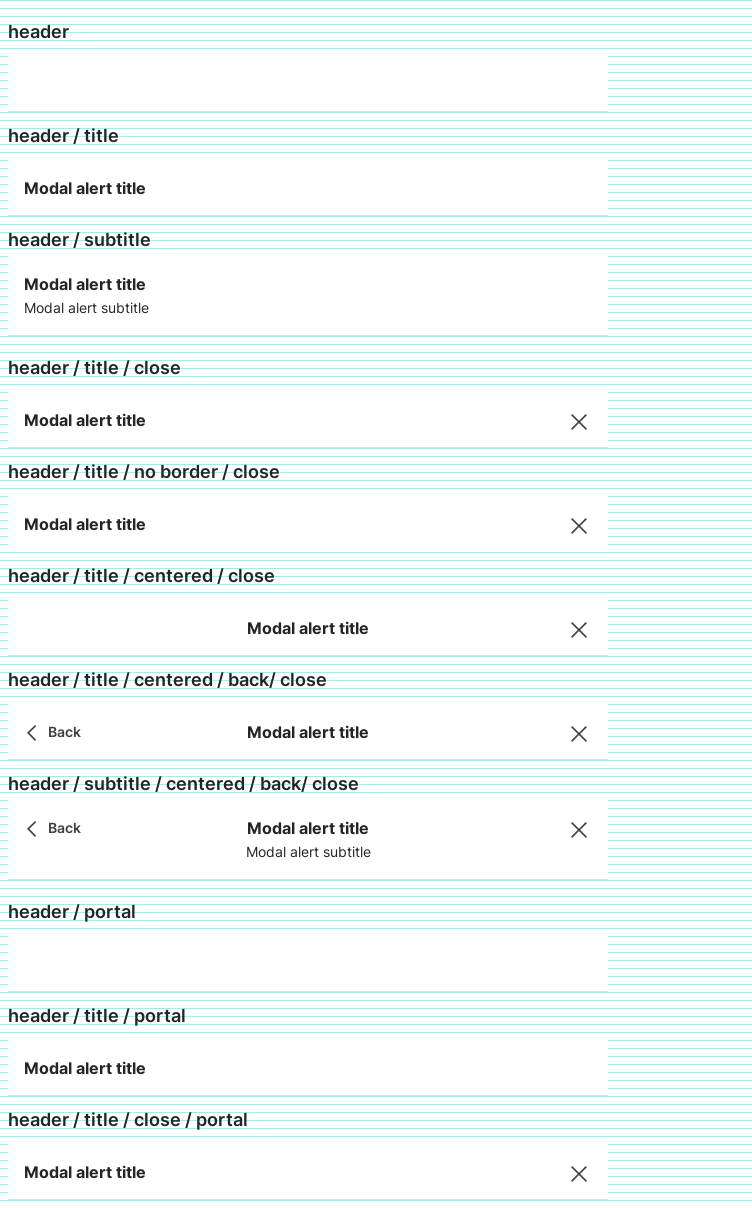 header
header / title
Modal alert title
header / subtitle
Modal alert title
Modal alert subtitle
header / title / close
Modal alert title
header / title / no border / close
Modal alert title
header / title / centered / close
Modal alert title
header / title / centered / back/ close
Back Modal alert title
header / subtitle / centered / back/ close
Back Modal alert title
Modal alert subtitle
header / portal
header / title / portal
Modal alert title
header / title / close / portal
Modal alert title